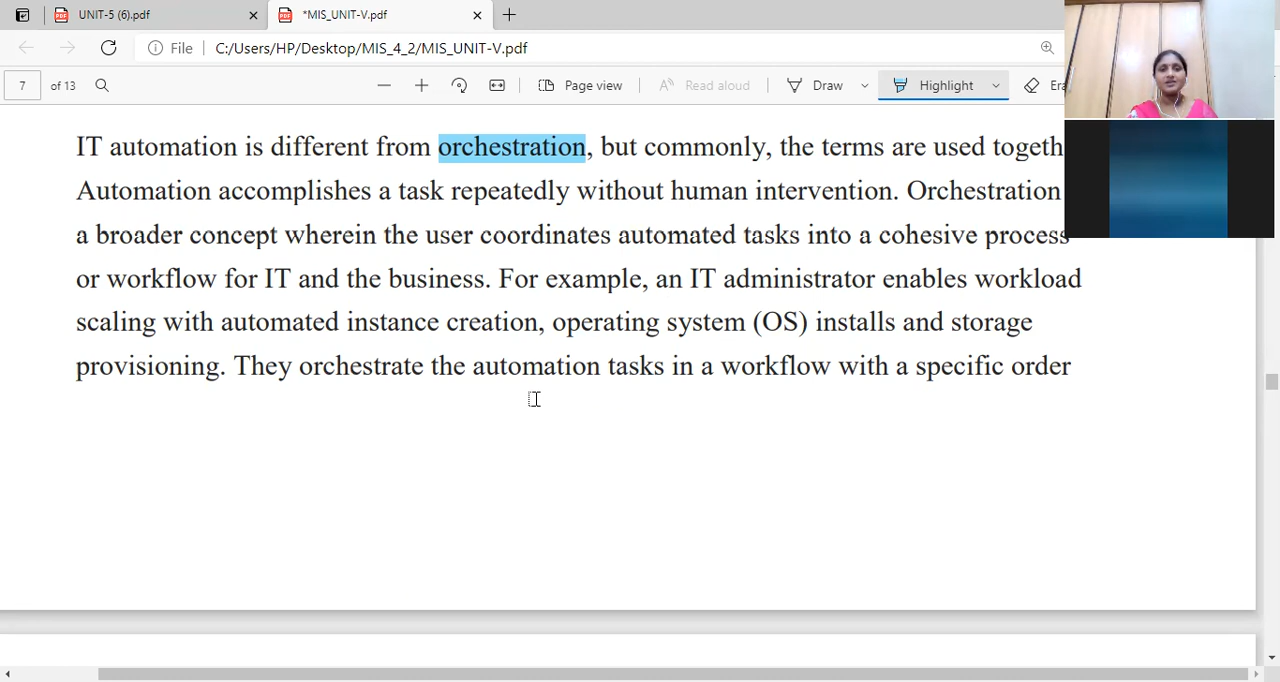 UNIT-5 (6).pdf
*MIS_UNIT-V.pdf
File
C:/Users/HP/Desktop/MIS_4_2/MIS_UNIT-V.pdf
7 of 13
Page view
Read aloud
Draw
Highlight
IT automation is different from orchestration, but commonly, the terms are used
Automation accomplishes a task repeatedly without human intervention. Orchestration
a broader concept wherein the user coordinates automated tasks into a cohesive process
or workflow for IT and the business. For example, an IT administrator enables workload
scaling with automated instance creation, operating system (OS) installs and storage
provisioning. They orchestrate the automation tasks in a workflow with a specific order